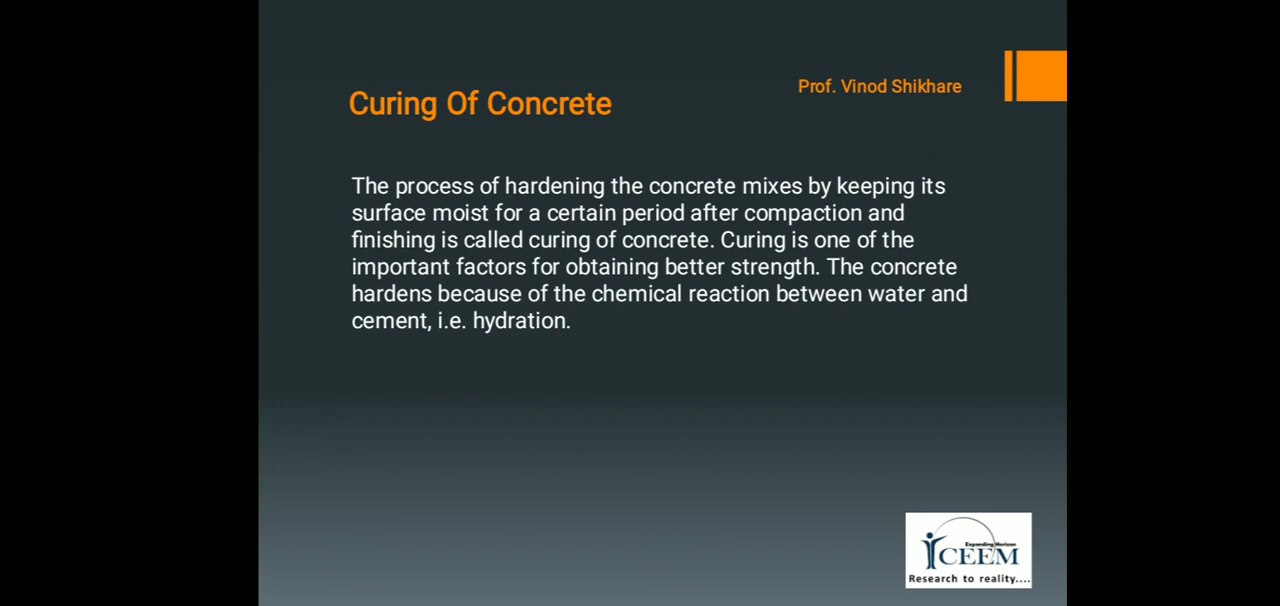 Prof. Vinod Shikhare
Curing Of Concrete
The process of hardening the concrete mixes by keeping its
surface moist for a certain period after compaction and
finishing is called curing of concrete. Curing is one of the
important factors for obtaining better strength. The concrete
hardens because of the chemical reaction between water and
cement, i.e. hydration.
Expanding Horizon
ICEEM
Research to reality....